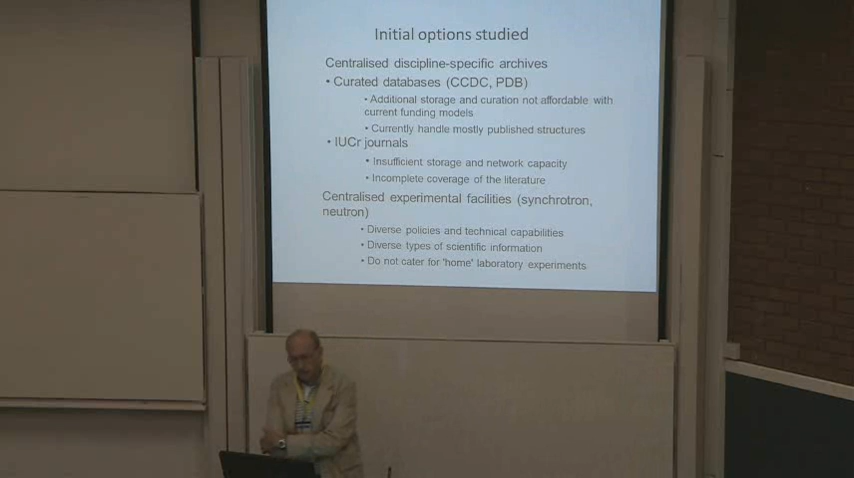 Initial options studied
Centralised discipline-specific archives
• Curated databases (CCDC, PDB)
• Additional storage and curation not affordable with
current funding models
• Currently handle mostly published structures
• IUCr journals
• Insufficient storage and network capacity
• Incomplete coverage of the literature
Centralised experimental facilities (synchrotron,
neutron)
• Diverse policies and technical capabilities
• Diverse types of scientific information
• Do not cater for 'home' laboratory experiments